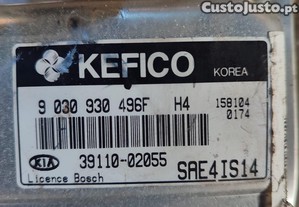 CustoJusto.pt
KEFICO
KOREA
9 030 930 496F H4
158104
0174
KIA
39110-02055
Licence Bosch
SAE4IS14